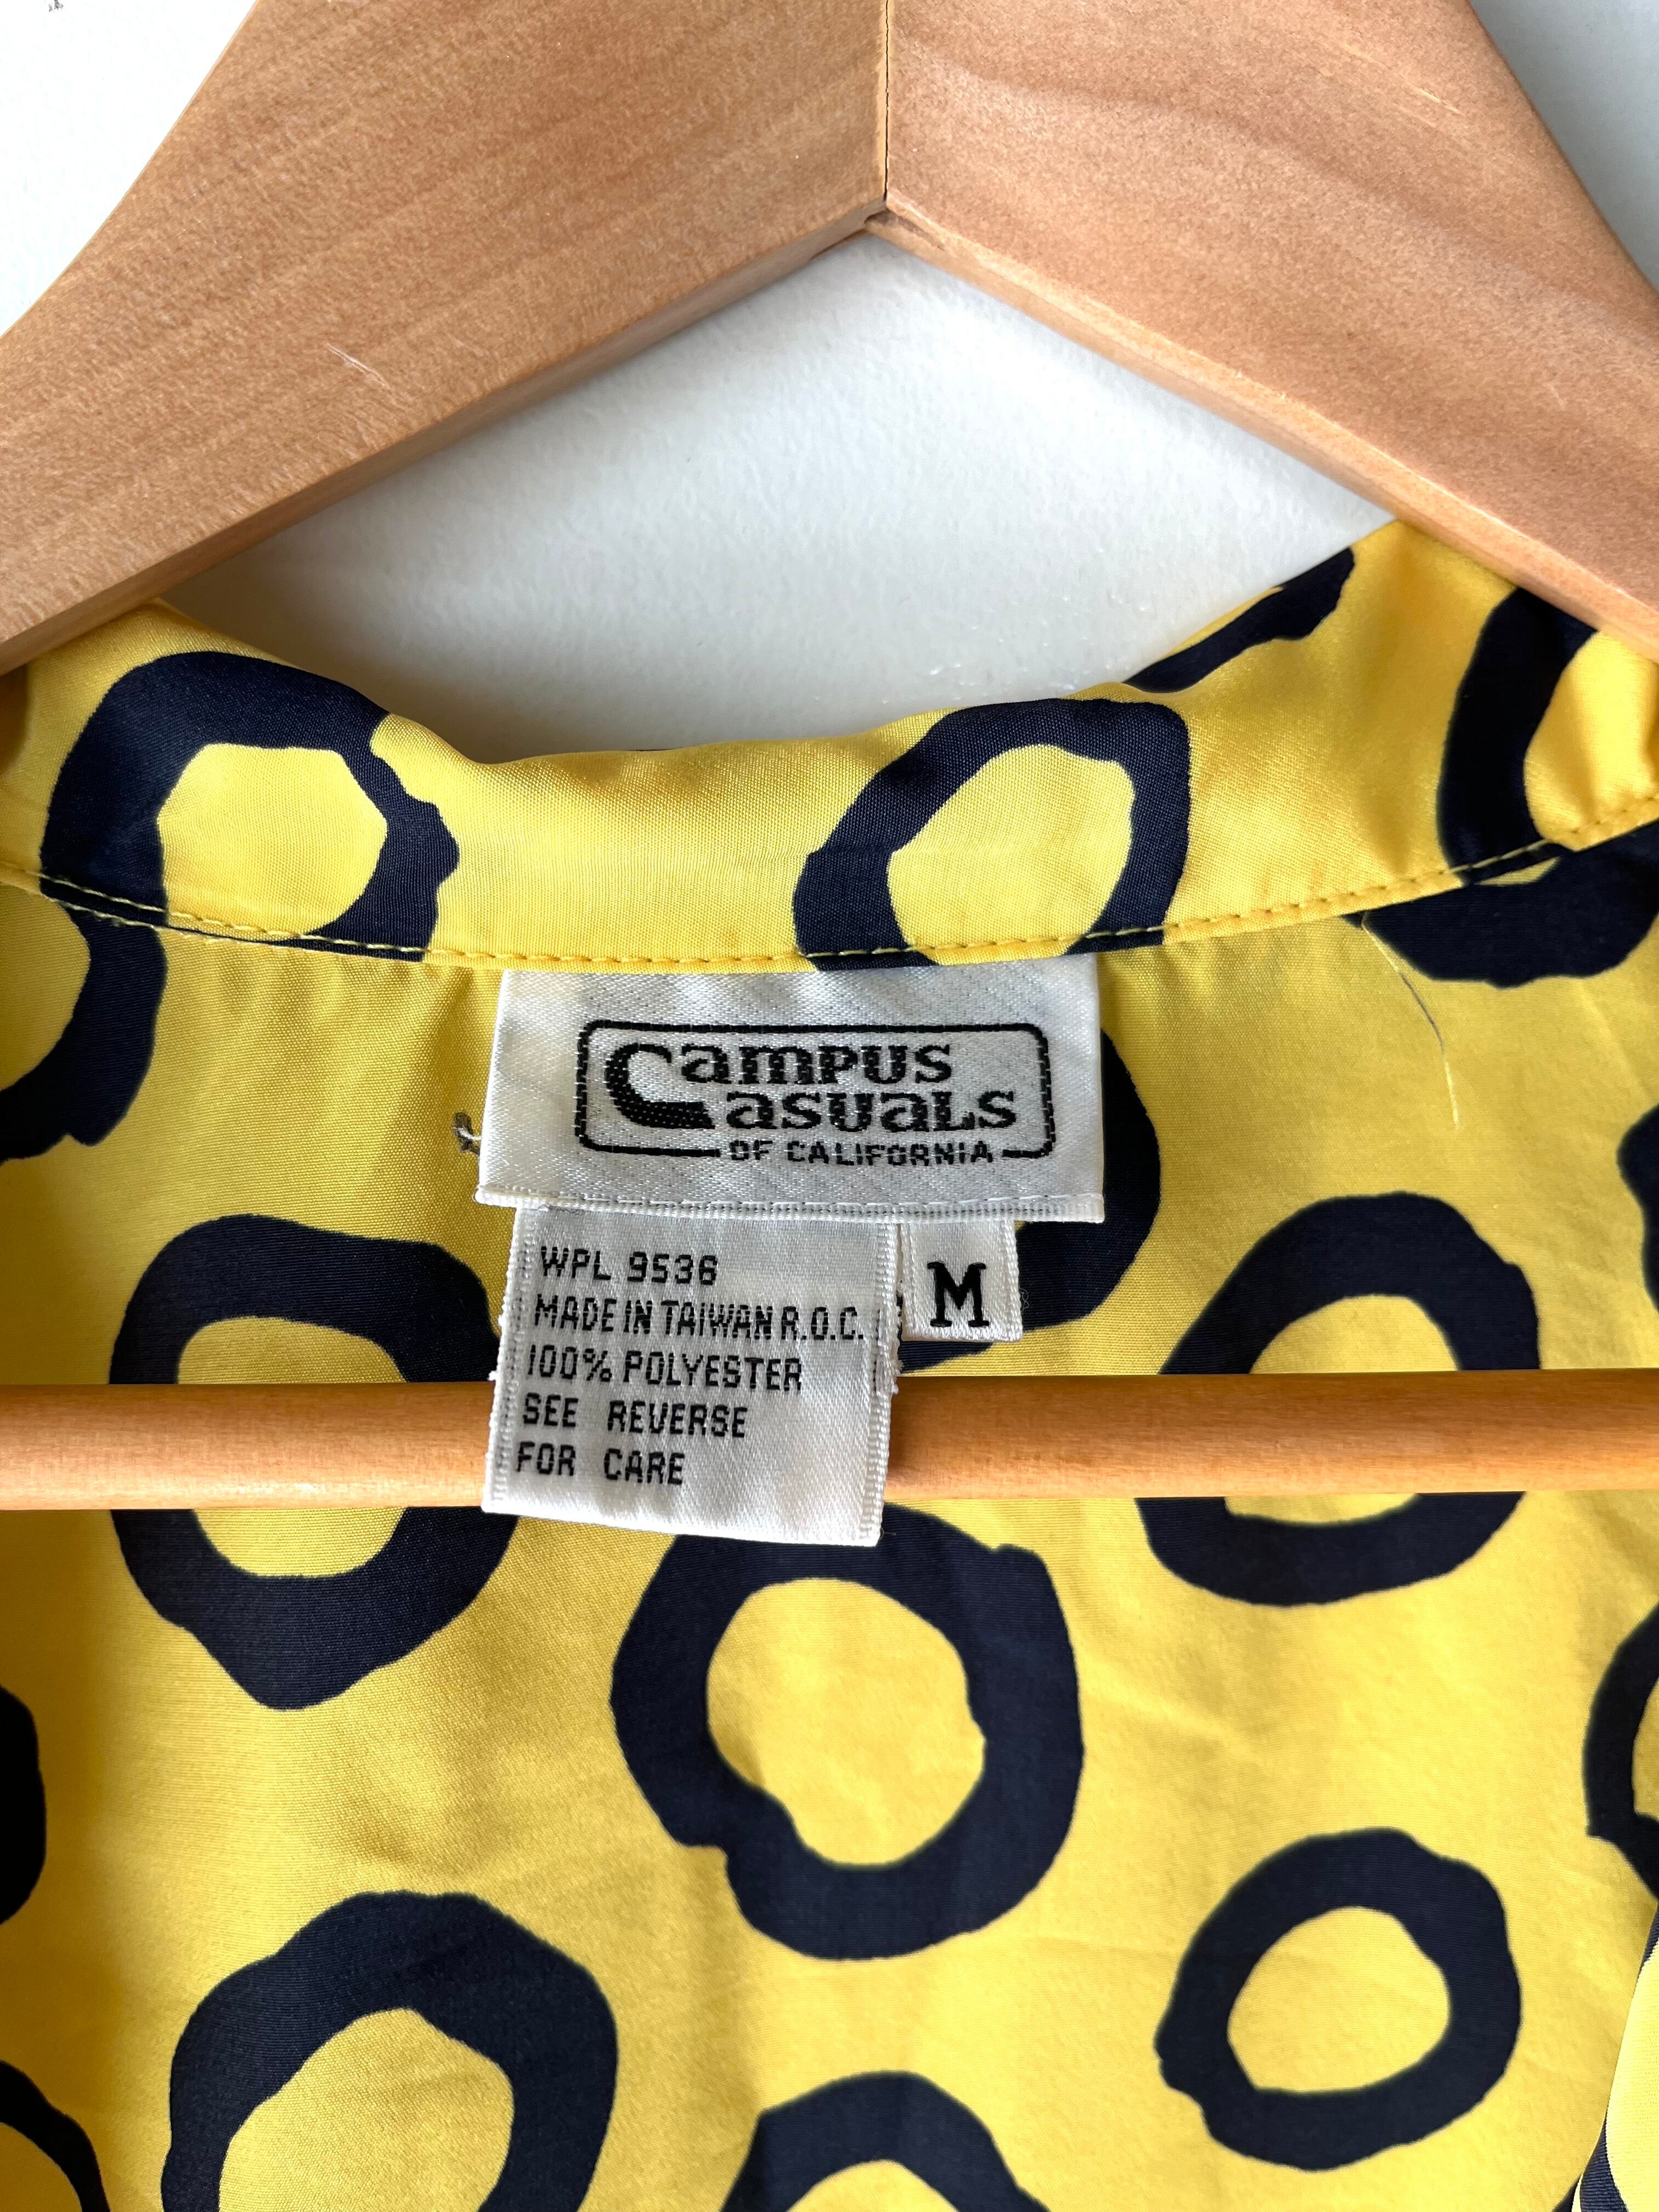 Campus
Casuals
OF CALIFORNIA
WPL 9536
MADE IN TAIWAN R.O.C.
100% POLYESTER
SEE REVERSE
FOR CARE
M